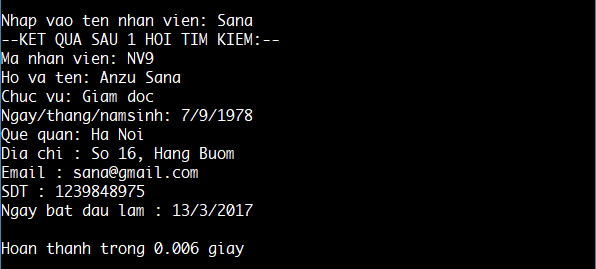 Nhap vao ten nhan vien: Sana
--KET QUA SAU 1 HOI TIM KIEM:--
Ma nhan vien: NV9
Ho va ten: Anzu Sana
Chuc vu: Giam doc
Ngay/thang/namsinh: 7/9/1978
Que quan: Ha Noi
Dia chi : So 16, Hang Buom
Email : sana@gmail.com
SDT : 1239848975
Ngay bat dau lam : 13/3/2017
Hoan thanh trong 0.006 giay